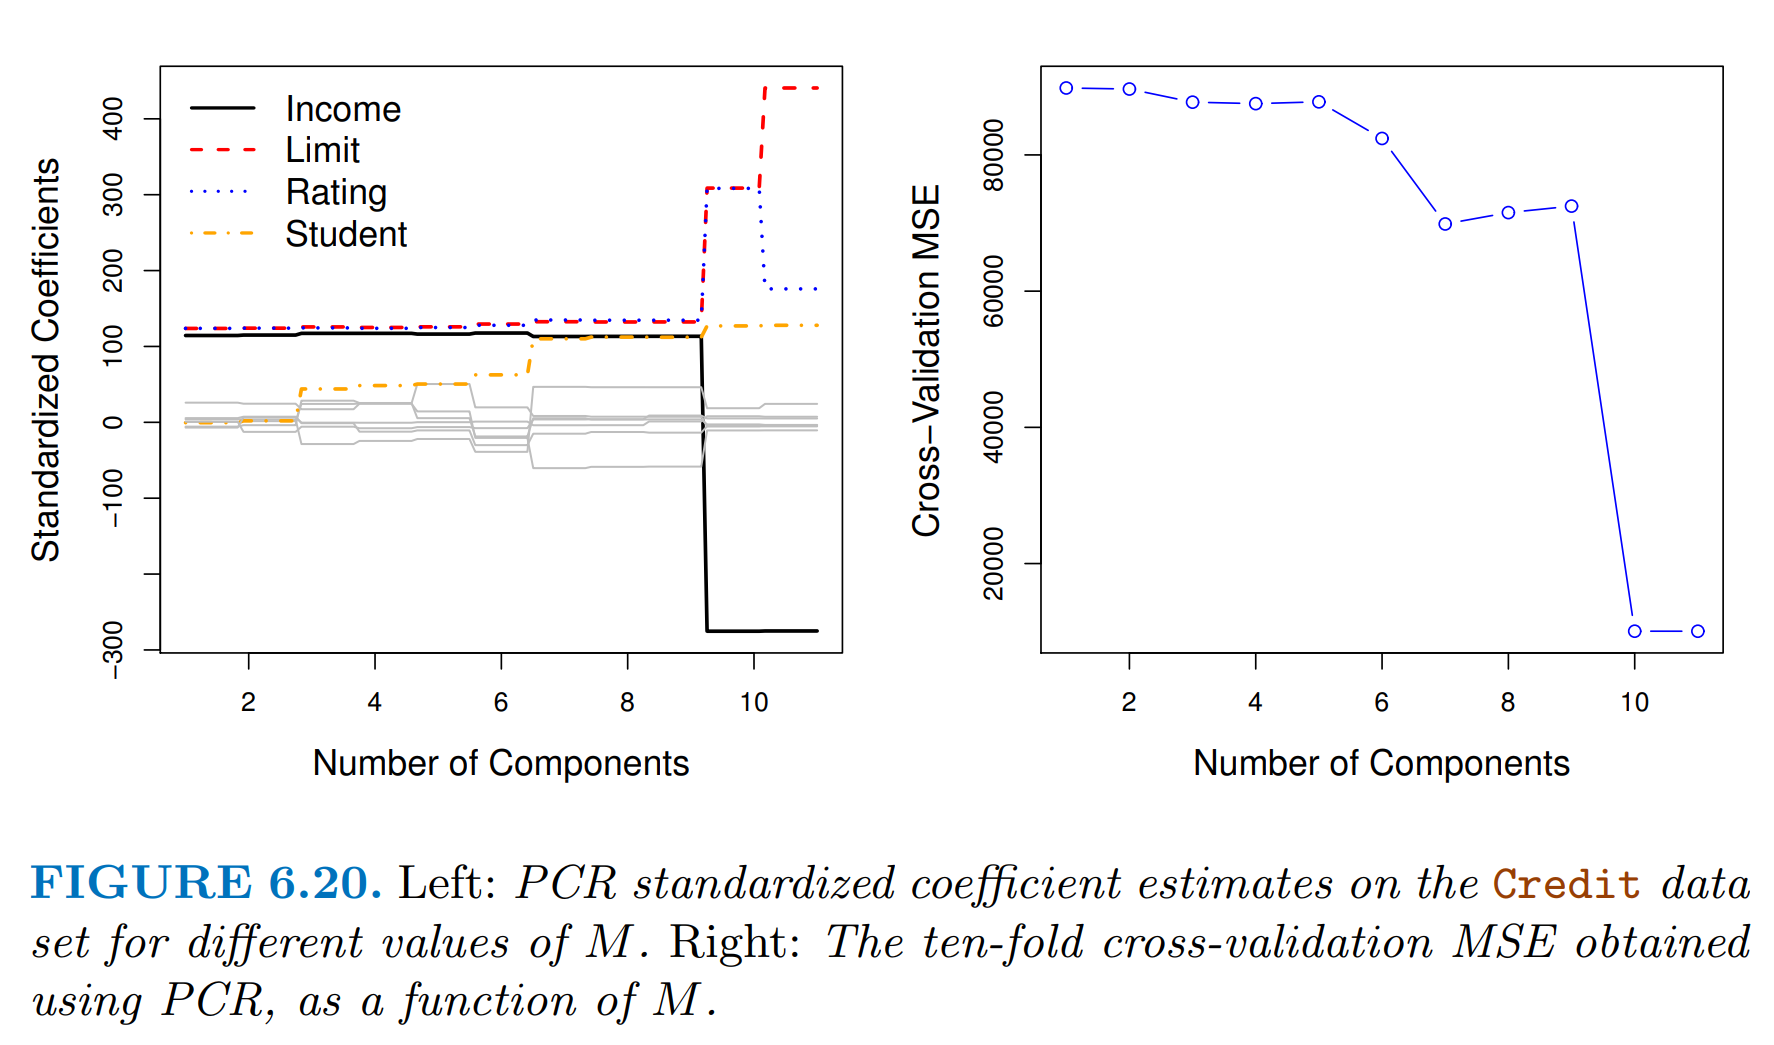 Income
Limit
Rating
Student
Standardized Coefficients
400
300
200
100
0
−100
−300
2 4 6 8 10
Number of Components
Cross−Validation MSE
80000
60000
40000
20000
2 4 6 8 10
Number of Components
FIGURE 6.20. Left: PCR standardized coefficient estimates on the Credit data
set for different values of M. Right: The ten-fold cross-validation MSE obtained
using PCR, as a function of M.